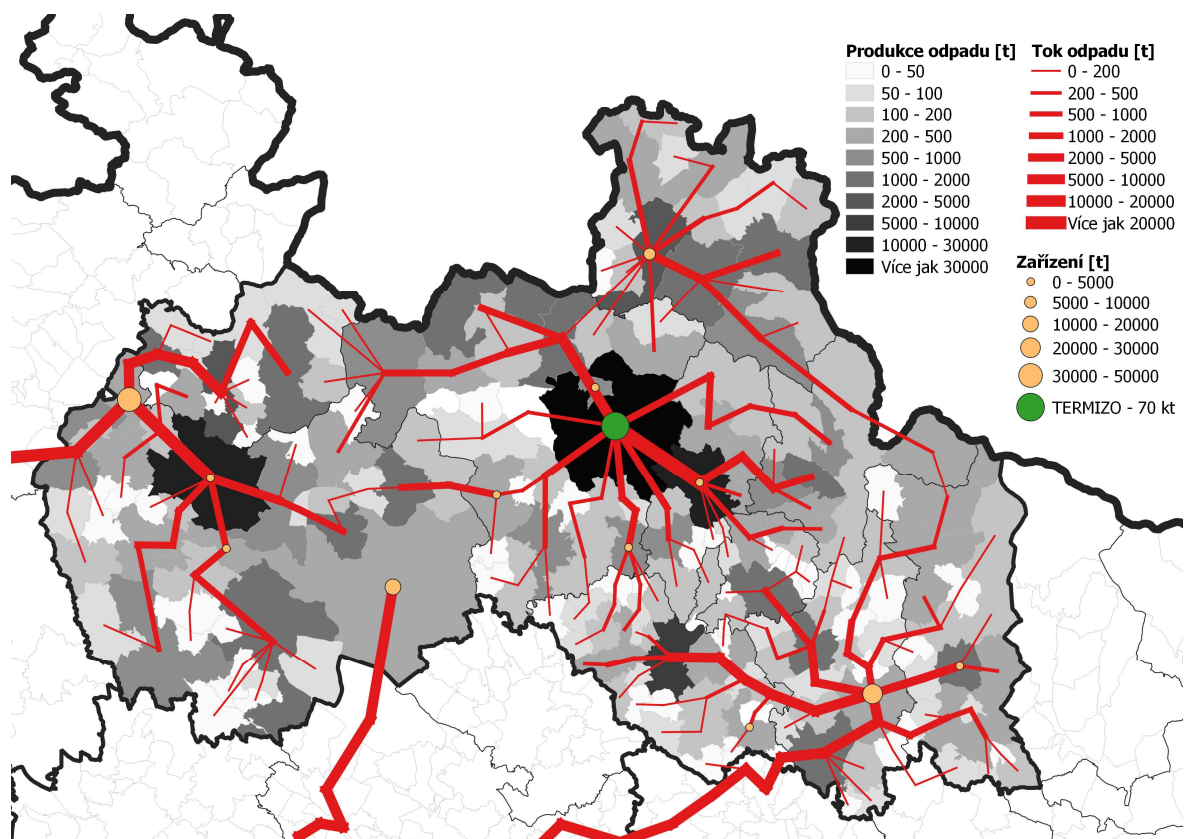 Produkce odpadu [t]
0 - 50
50 - 100
100 - 200
200 - 500
500 - 1000
1000 - 2000
2000 - 5000
5000 - 10000
10000 - 30000
Více jak 30000
Tok odpadu [t]
0 - 200
200 - 500
500 - 1000
1000 - 2000
2000 - 5000
5000 - 10000
10000 - 20000
Více jak 20000
Zařízení [t]
0 - 5000
5000 - 10000
10000 - 20000
20000 - 30000
30000 - 50000
TERMIZO - 70 kt